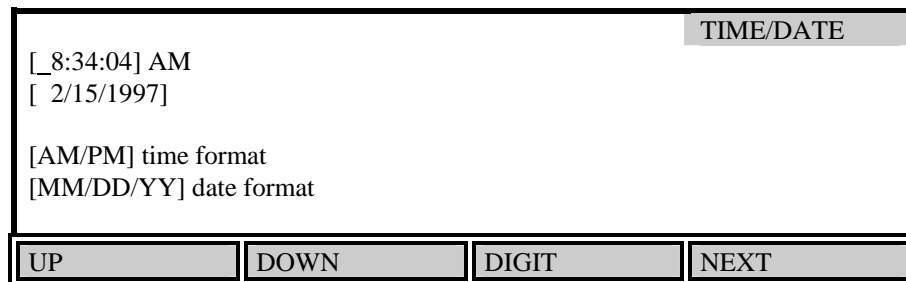 TIME/DATE
[_8:34:04] AM
[ 2/15/1997]
[AM/PM] time format
[MM/DD/YY] date format
UP DOWN DIGIT NEXT